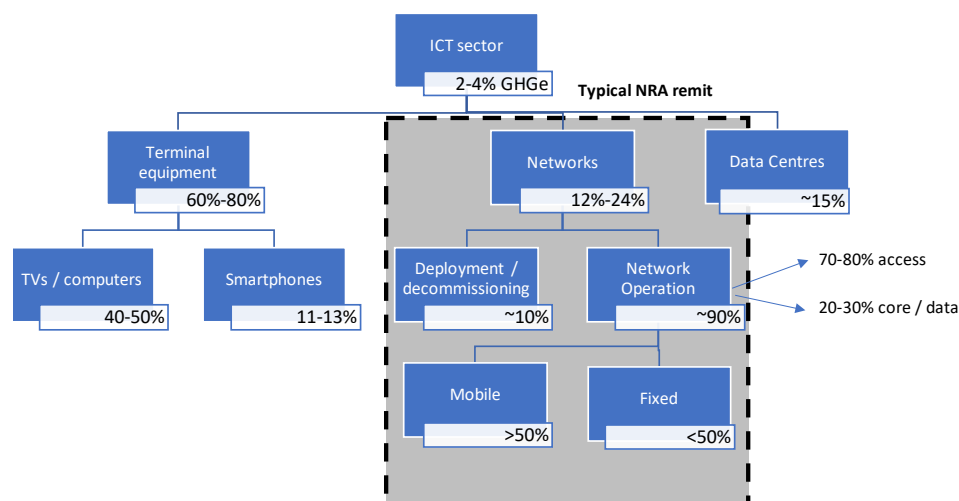 ICT sector
2-4% GHGe
Typical NRA remit
Terminal
equipment
60%-80%
Networks
12%-24%
Data Centres
~15%
TVs / computers
40-50%
Smartphones
11-13%
Deployment /
decommissioning
~10%
Network
Operation
~90%
70-80% access
20-30% core / data
Mobile
>50%
Fixed
<50%